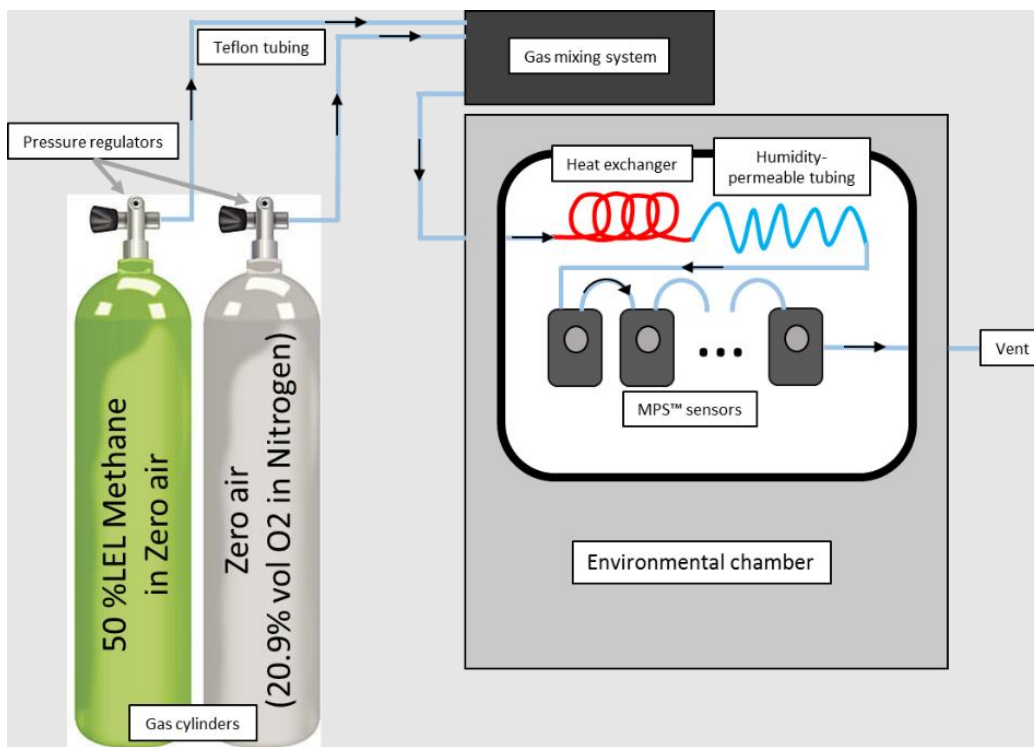 Teflon tubing
Gas mixing system
Pressure regulators
Heat exchanger
Humidity-
permeable tubing
MPS™ sensors
Vent
Environmental chamber
50 %LEL Methane
in Zero air
Zero air
(20.9% vol O2 in Nitrogen)
Gas cylinders